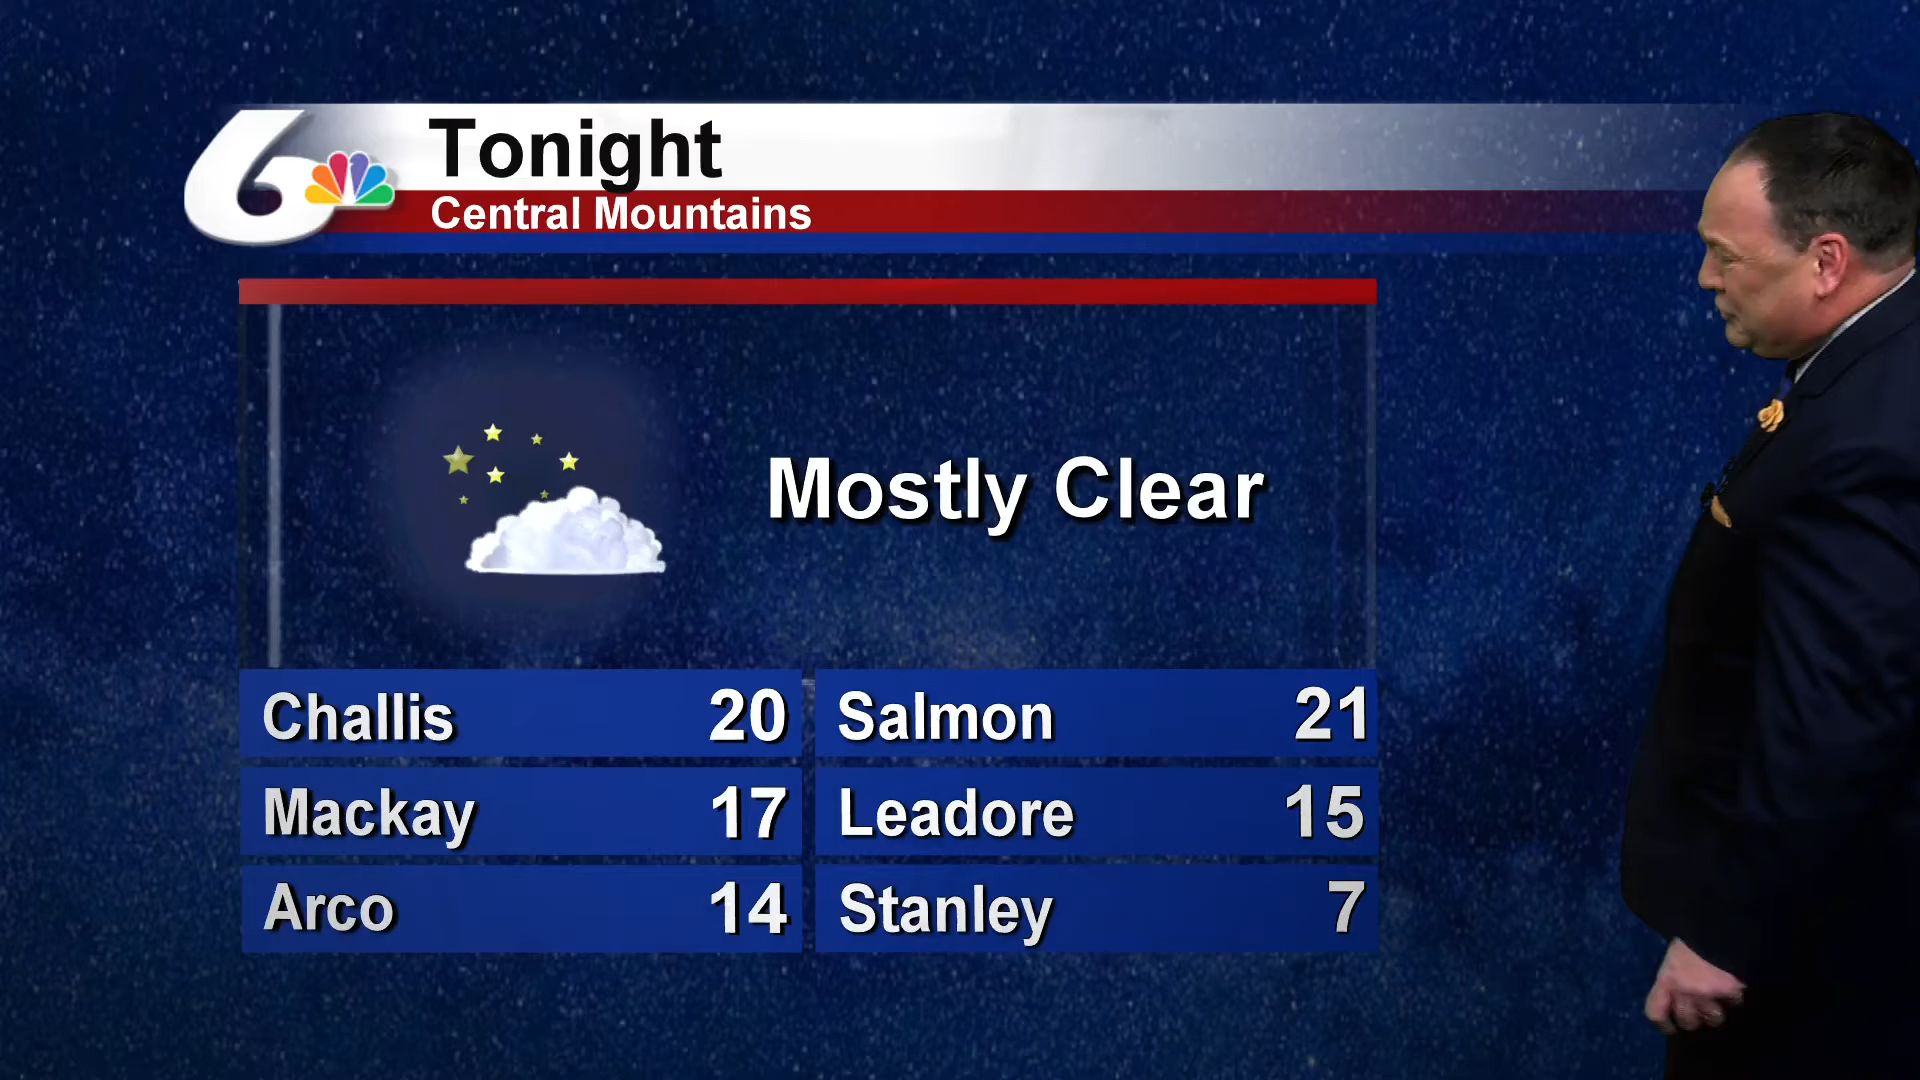 6
Tonight
Central Mountains
Mostly Clear
Challis 20 Salmon 21
Mackay 17 Leadore 15
Arco 14 Stanley 7